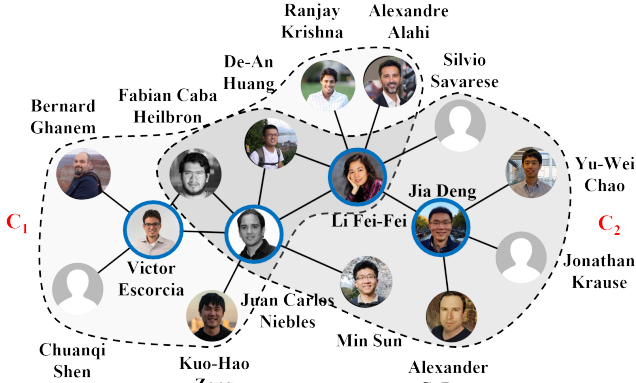 Ranjay
Krishna
Alexandre
Alahi
De-An
Huang
Silvio
Savarese
Bernard
Ghanem
Fabian Caba
Heilbron
Yu-Wei
Chao
C1
Jia Deng
Li Fei-Fei
C2
Victor
Escorcia
Juan Carlos
Niebles
Jonathan
Krause
Min Sun
Chuanqi
Shen
Kuo-Hao
Alexander